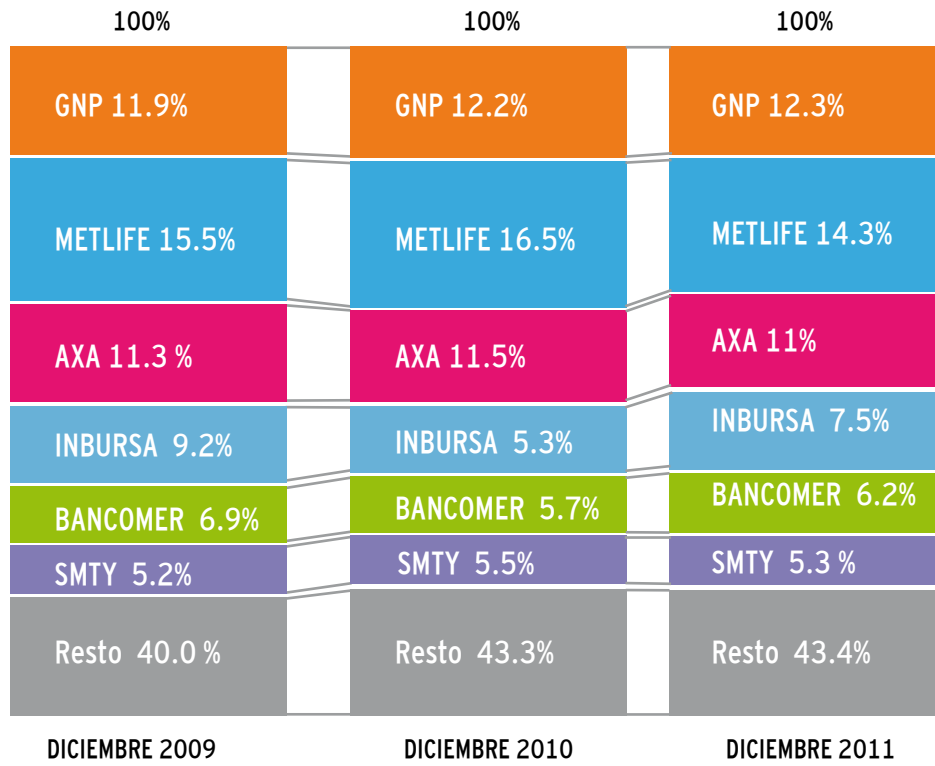 100%
100%
100%
GNP 11.9%
GNP 12.2%
GNP 12.3%
METLIFE 15.5%
METLIFE 16.5%
METLIFE 14.3%
AXA 11.3 %
AXA 11.5%
AXA 11%
INBURSA 9.2%
INBURSA 5.3%
INBURSA 7.5%
BANCOMER 6.9%
BANCOMER 5.7%
BANCOMER 6.2%
SMTY 5.2%
SMTY 5.5%
SMTY 5.3 %
Resto 40.0 %
Resto 43.3%
Resto 43.4%
DICIEMBRE 2009
DICIEMBRE 2010
DICIEMBRE 2011